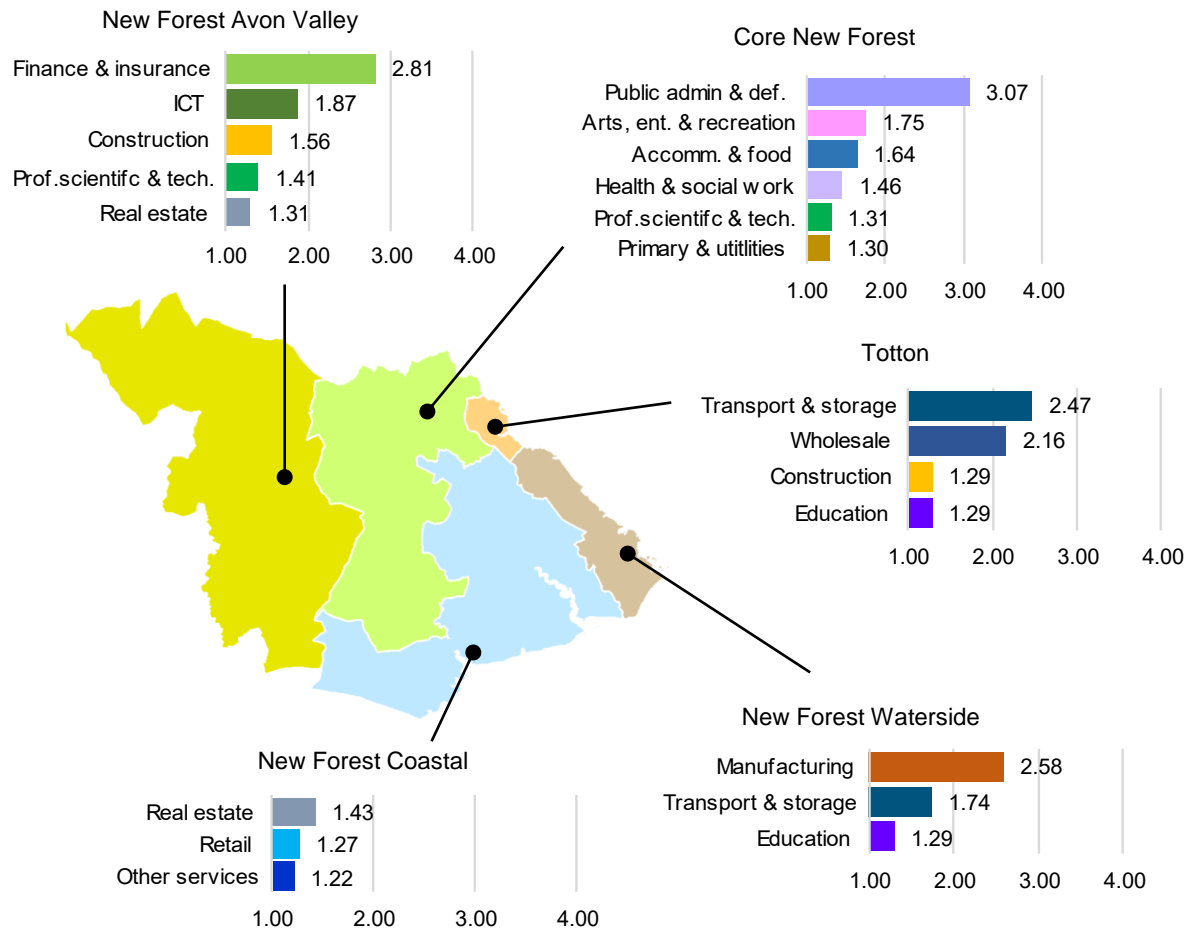 New Forest Avon Valley
Finance & insurance 2.81
ICT 1.87
Construction 1.56
Prof.scientifc & tech. 1.41
Real estate 1.31
1.00 2.00 3.00 4.00
Core New Forest
Public admin & def. 3.07
Arts, ent. & recreation 1.75
Accomm. & food 1.64
Health & social work 1.46
Prof.scientifc & tech. 1.31
Primary & utitlities 1.30
1.00 2.00 3.00 4.00
Totton
Transport & storage 2.47
Wholesale 2.16
Construction 1.29
Education 1.29
1.00 2.00 3.00 4.00
New Forest Waterside
Manufacturing 2.58
Transport & storage 1.74
Education 1.29
1.00 2.00 3.00 4.00
New Forest Coastal
Real estate 1.43
Retail 1.27
Other services 1.22
1.00 2.00 3.00 4.00